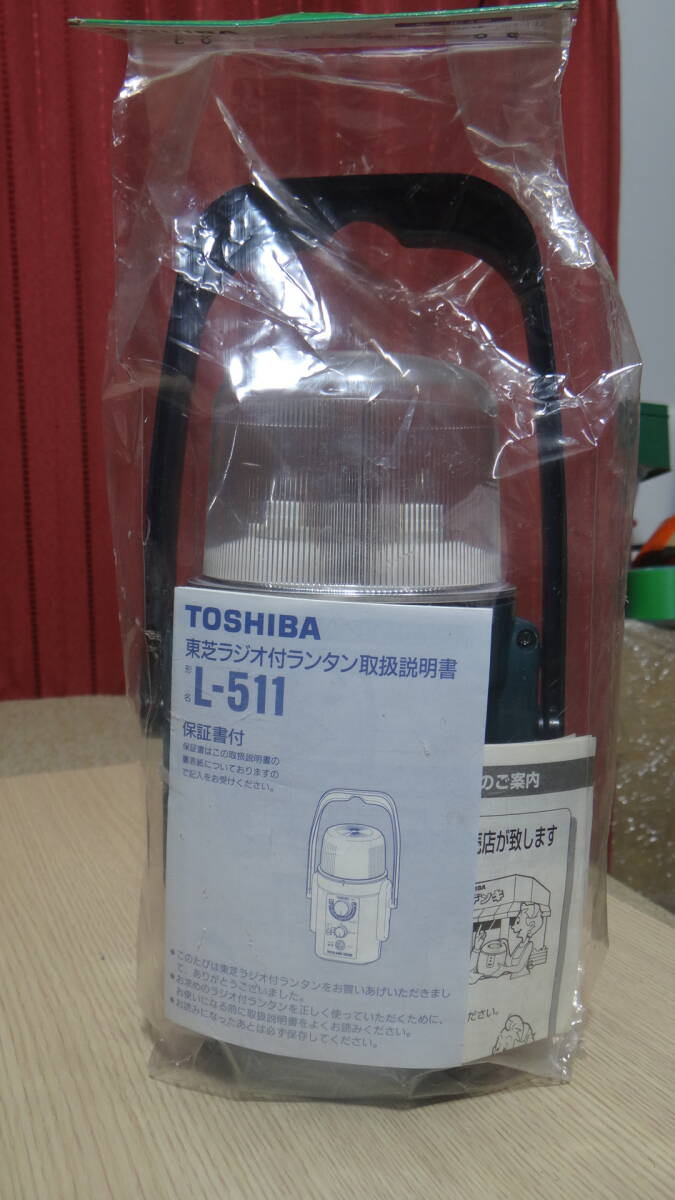 TOSHIBA
TOSHIBA
東芝ラジオ付ランタン取扱説明書
形名 L-511
保証書付
保証書はこの取扱説明書の
裏表紙についておりますの
で記入をお受けください。
●このたびは東芝ラジオ付ランタンをお買いあげいただきまし
て、ありがとうございました。
●お求めのラジオ付ランタンを正しく使っていただくために、
お使いになる前に取扱説明書をよくお読みください。
●お読みになったあとは必ず保存してください。
のご案内
売店が致します
デンキ
ださい。